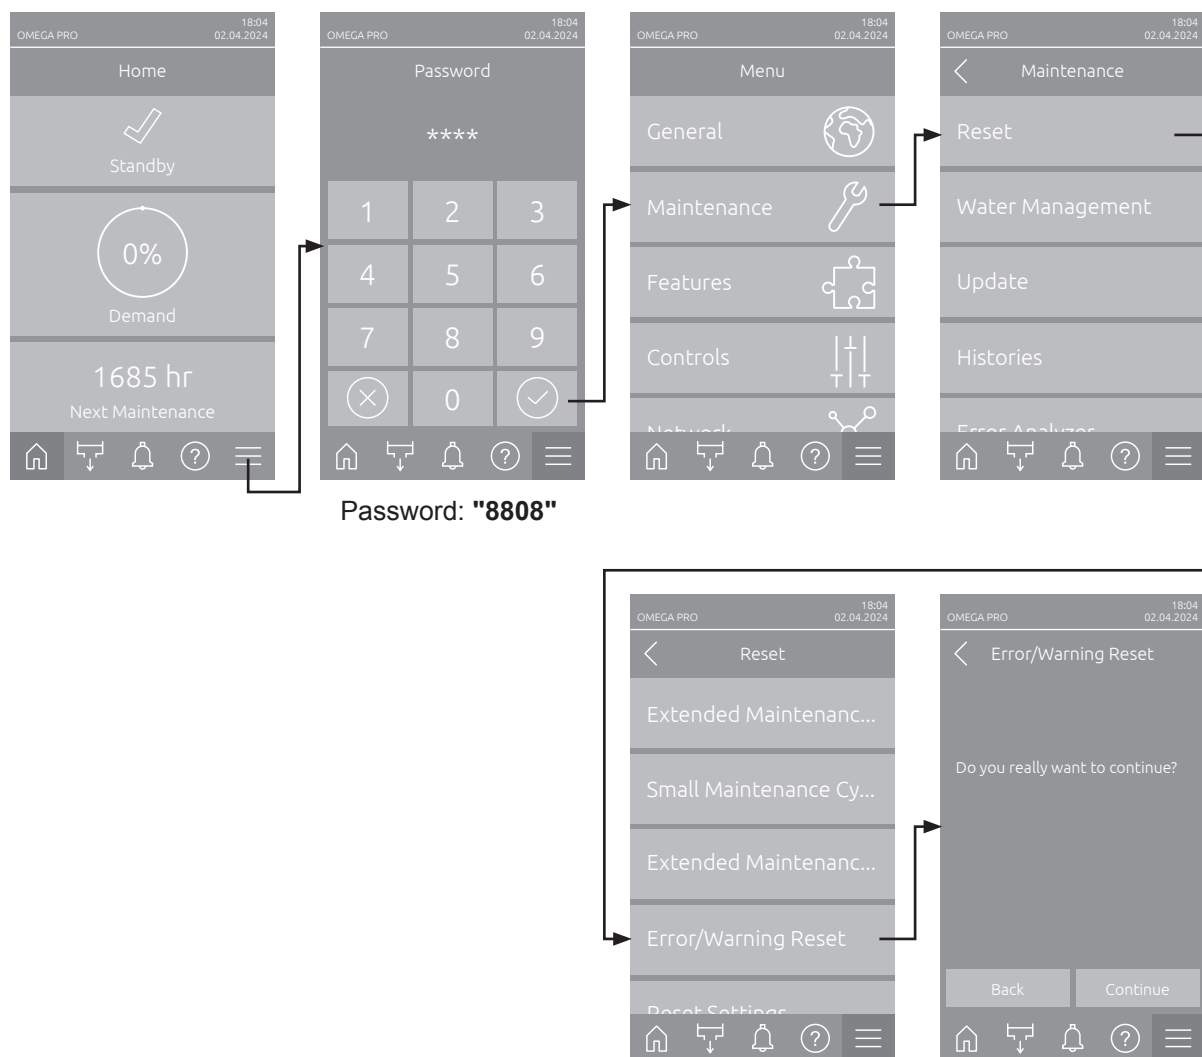 18:04
OMEGA PRO 02.04.2024
Home
Standby
0%
Demand
1685 hr
Next Maintenance
?
18:04
OMEGA PRO 02.04.2024
Password
****
1 2 3
4 5 6
7 8 9
0
?
Password: "8808"
18:04
OMEGA PRO 02.04.2024
Menu
General
Maintenance
Features
Controls
Network
?
18:04
OMEGA PRO 02.04.2024
Maintenance
Reset
Water Management
Update
Histories
Error Analyzer
?
18:04
OMEGA PRO 02.04.2024
Reset
Extended Maintenanc...
Small Maintenance Cy...
Extended Maintenanc...
Error/Warning Reset
Reset Settings
?
18:04
OMEGA PRO 02.04.2024
Error/Warning Reset
Do you really want to continue?
Back Continue
?